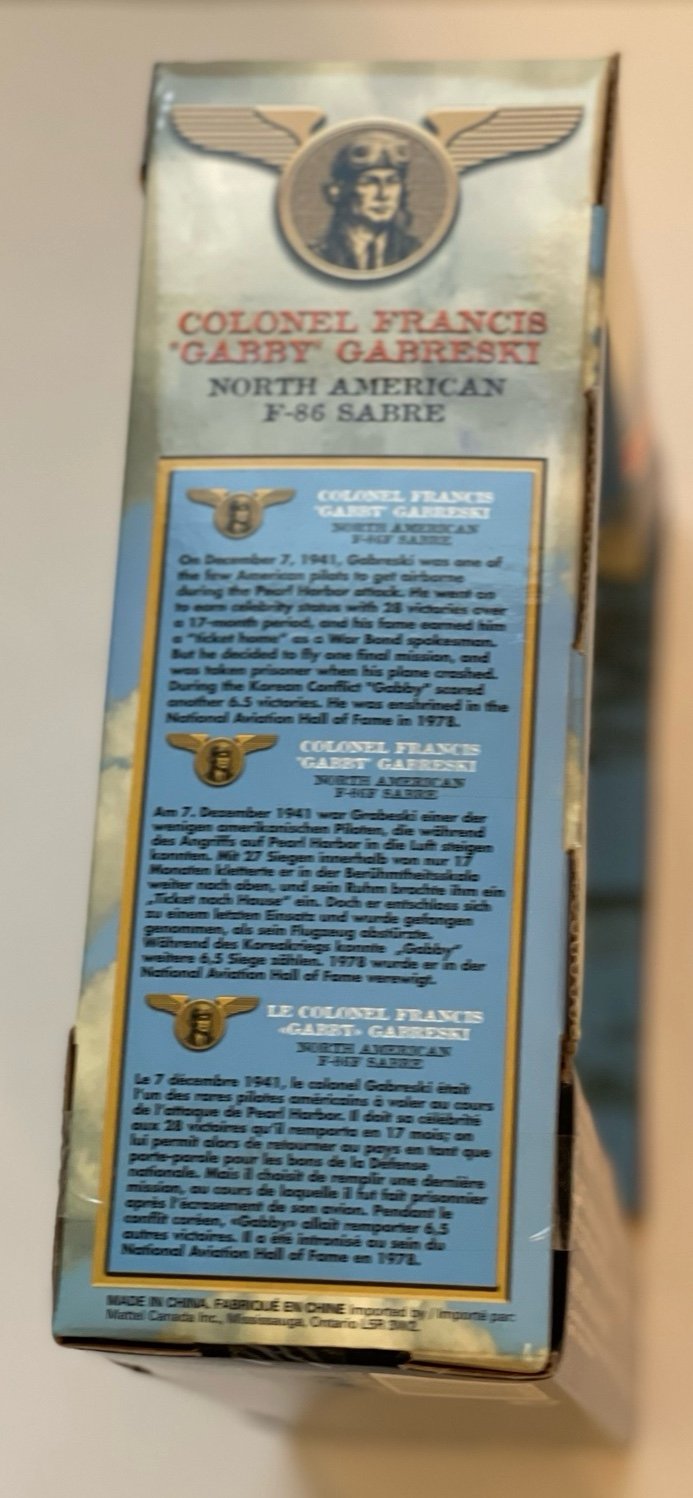 COLONEL FRANCIS
"GABBY" GABRESKI
NORTH AMERICAN
F-86 SABRE
COLONEL FRANCIS
"GABBY" GABRESKI
NORTH AMERICAN
F-86F SABRE
On December 7, 1941, Gabreski was one of
the few American pilots to get airborne
during the Pearl Harbor attack. He went on
to earn celebrity status with 28 victories over
a 17-month period, and his fame earned him
a "ticket home" as a War Bond spokesman.
But he decided to fly one final mission, and
was taken prisoner when his plane crashed.
During the Korean Conflict "Gabby" scored
another 6.5 victories. He was enshrined in the
National Aviation Hall of Fame in 1978.
COLONEL FRANCIS
"GABBY" GABRESKI
NORTH AMERICAN
F-86F SABRE
Am 7. Dezember 1941 war Grabeski einer der
wenigen amerikanischen Piloten, die während
des Angriffs auf Pearl Harbor in die Luft steigen
konnten. Mit 27 Siegen innerhalb von nur 17
Monaten kletterte er in der Berühmtheitsskala
weiter nach oben, und sein Ruhm brachte ihm ein
„Ticket nach House" ein. Doch er entschloss sich
zu einem letzten Einsatz und wurde gefangen
genommen, als sein Flugzeug abstürzte.
Während des Koreakriegs konnte „Gabby"
weitere 6,5 Siege zählen. 1978 wurde er in der
National Aviation Hall of Fame verewigt.
LE COLONEL FRANCIS
«GABBY» GABRESKI
NORTH AMERICAN
F-86F SABRE
Le 7 décembre 1941, le colonel Gabreski était
l'un des rares pilotes américains à voler au cours
de l'attaque de Pearl Harbor. Il doit sa célébrité
aux 28 victoires qu'il remporta en 17 mois; on
lui permit alors de retourner au pays en tant que
porte-parole pour les bons de la Défense
nationale. Mais il choisit de remplir une dernière
mission, au cours de laquelle il fut fait prisonnier
après l'écrasement de son avion. Pendant le
conflit coréen, «Gabby» allait remporter 6,5
autres victoires. Il a été intronisé au sein du
National Aviation Hall of Fame en 1978.
MADE IN CHINA. FABRIQUÉ EN CHINE Imported by / Importé par:
Mattel Canada Inc., Mississauga, Ontario L5R 3W2.